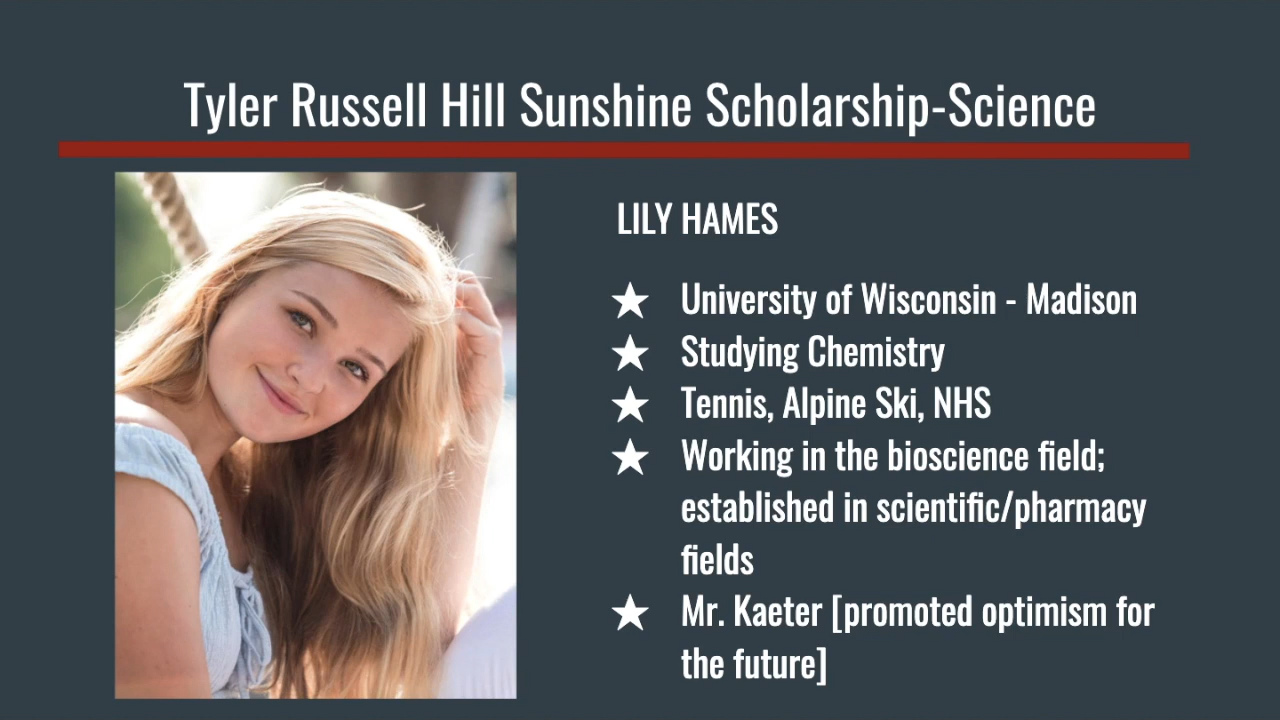 Tyler Russell Hill Sunshine Scholarship-Science
LILY HAMES
University of Wisconsin - Madison
Studying Chemistry
Tennis, Alpine Ski, NHS
Working in the bioscience field;
established in scientific/pharmacy
fields
Mr. Kaeter [promoted optimism for
the future]